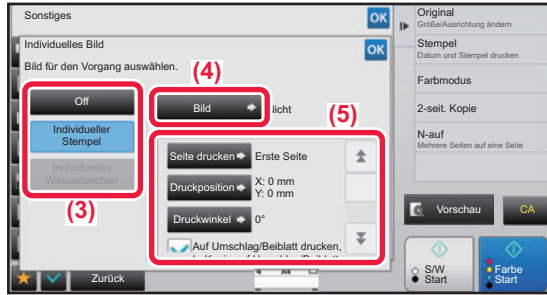 Sonstiges
OK
Individuelles Bild
OK
Bild für den Vorgang auswählen.
(4)
Off
Bild
licht
(5)
Individueller
Stempel
Individuelles
Wasserzeichen
(3)
Seite drucken
Erste Seite
Druckposition
X: 0 mm
Y: 0 mm
Druckwinkel
0°
Auf Umschlag/Beiblatt drucken,
Zurück
A4
Original
Größe/Ausrichtung ändern
Stempel
Datum und Stempel drucken
Farbmodus
2-seit. Kopie
N-auf
Mehrere Seiten auf eine Seite
Vorschau
CA
S/W
Start
Farbe
Start